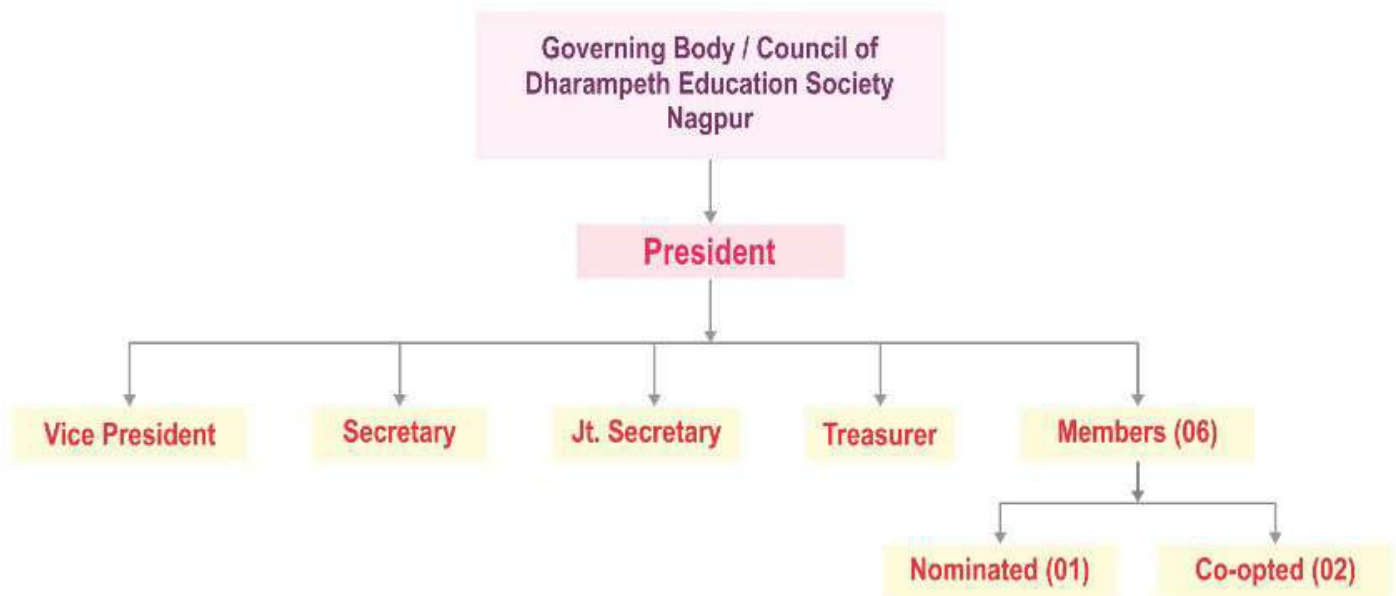 Governing Body / Council of
Dharampeth Education Society
Nagpur
President
Vice President
Secretary
Jt. Secretary
Treasurer
Members (06)
Nominated (01)
Co-opted (02)